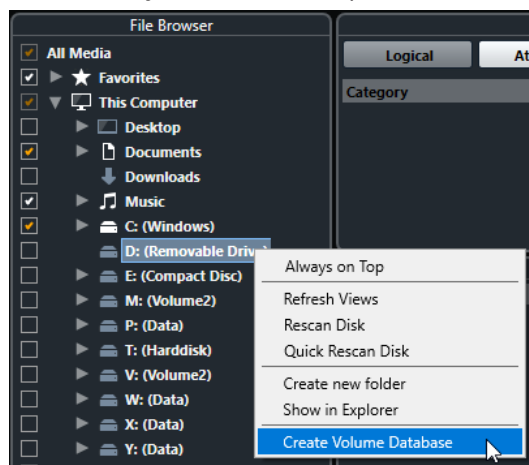 File Browser
All Media
Favorites
This Computer
Desktop
Documents
Downloads
Music
C: (Windows)
D: (Removable Drive)
E: (Compact Disc)
M: (Volume2)
P: (Data)
T: (Harddisk)
V: (Volume2)
W: (Data)
X: (Data)
Y: (Data)
Logical
At
Category
Always on Top
Refresh Views
Rescan Disk
Quick Rescan Disk
Create new folder
Show in Explorer
Create Volume Database